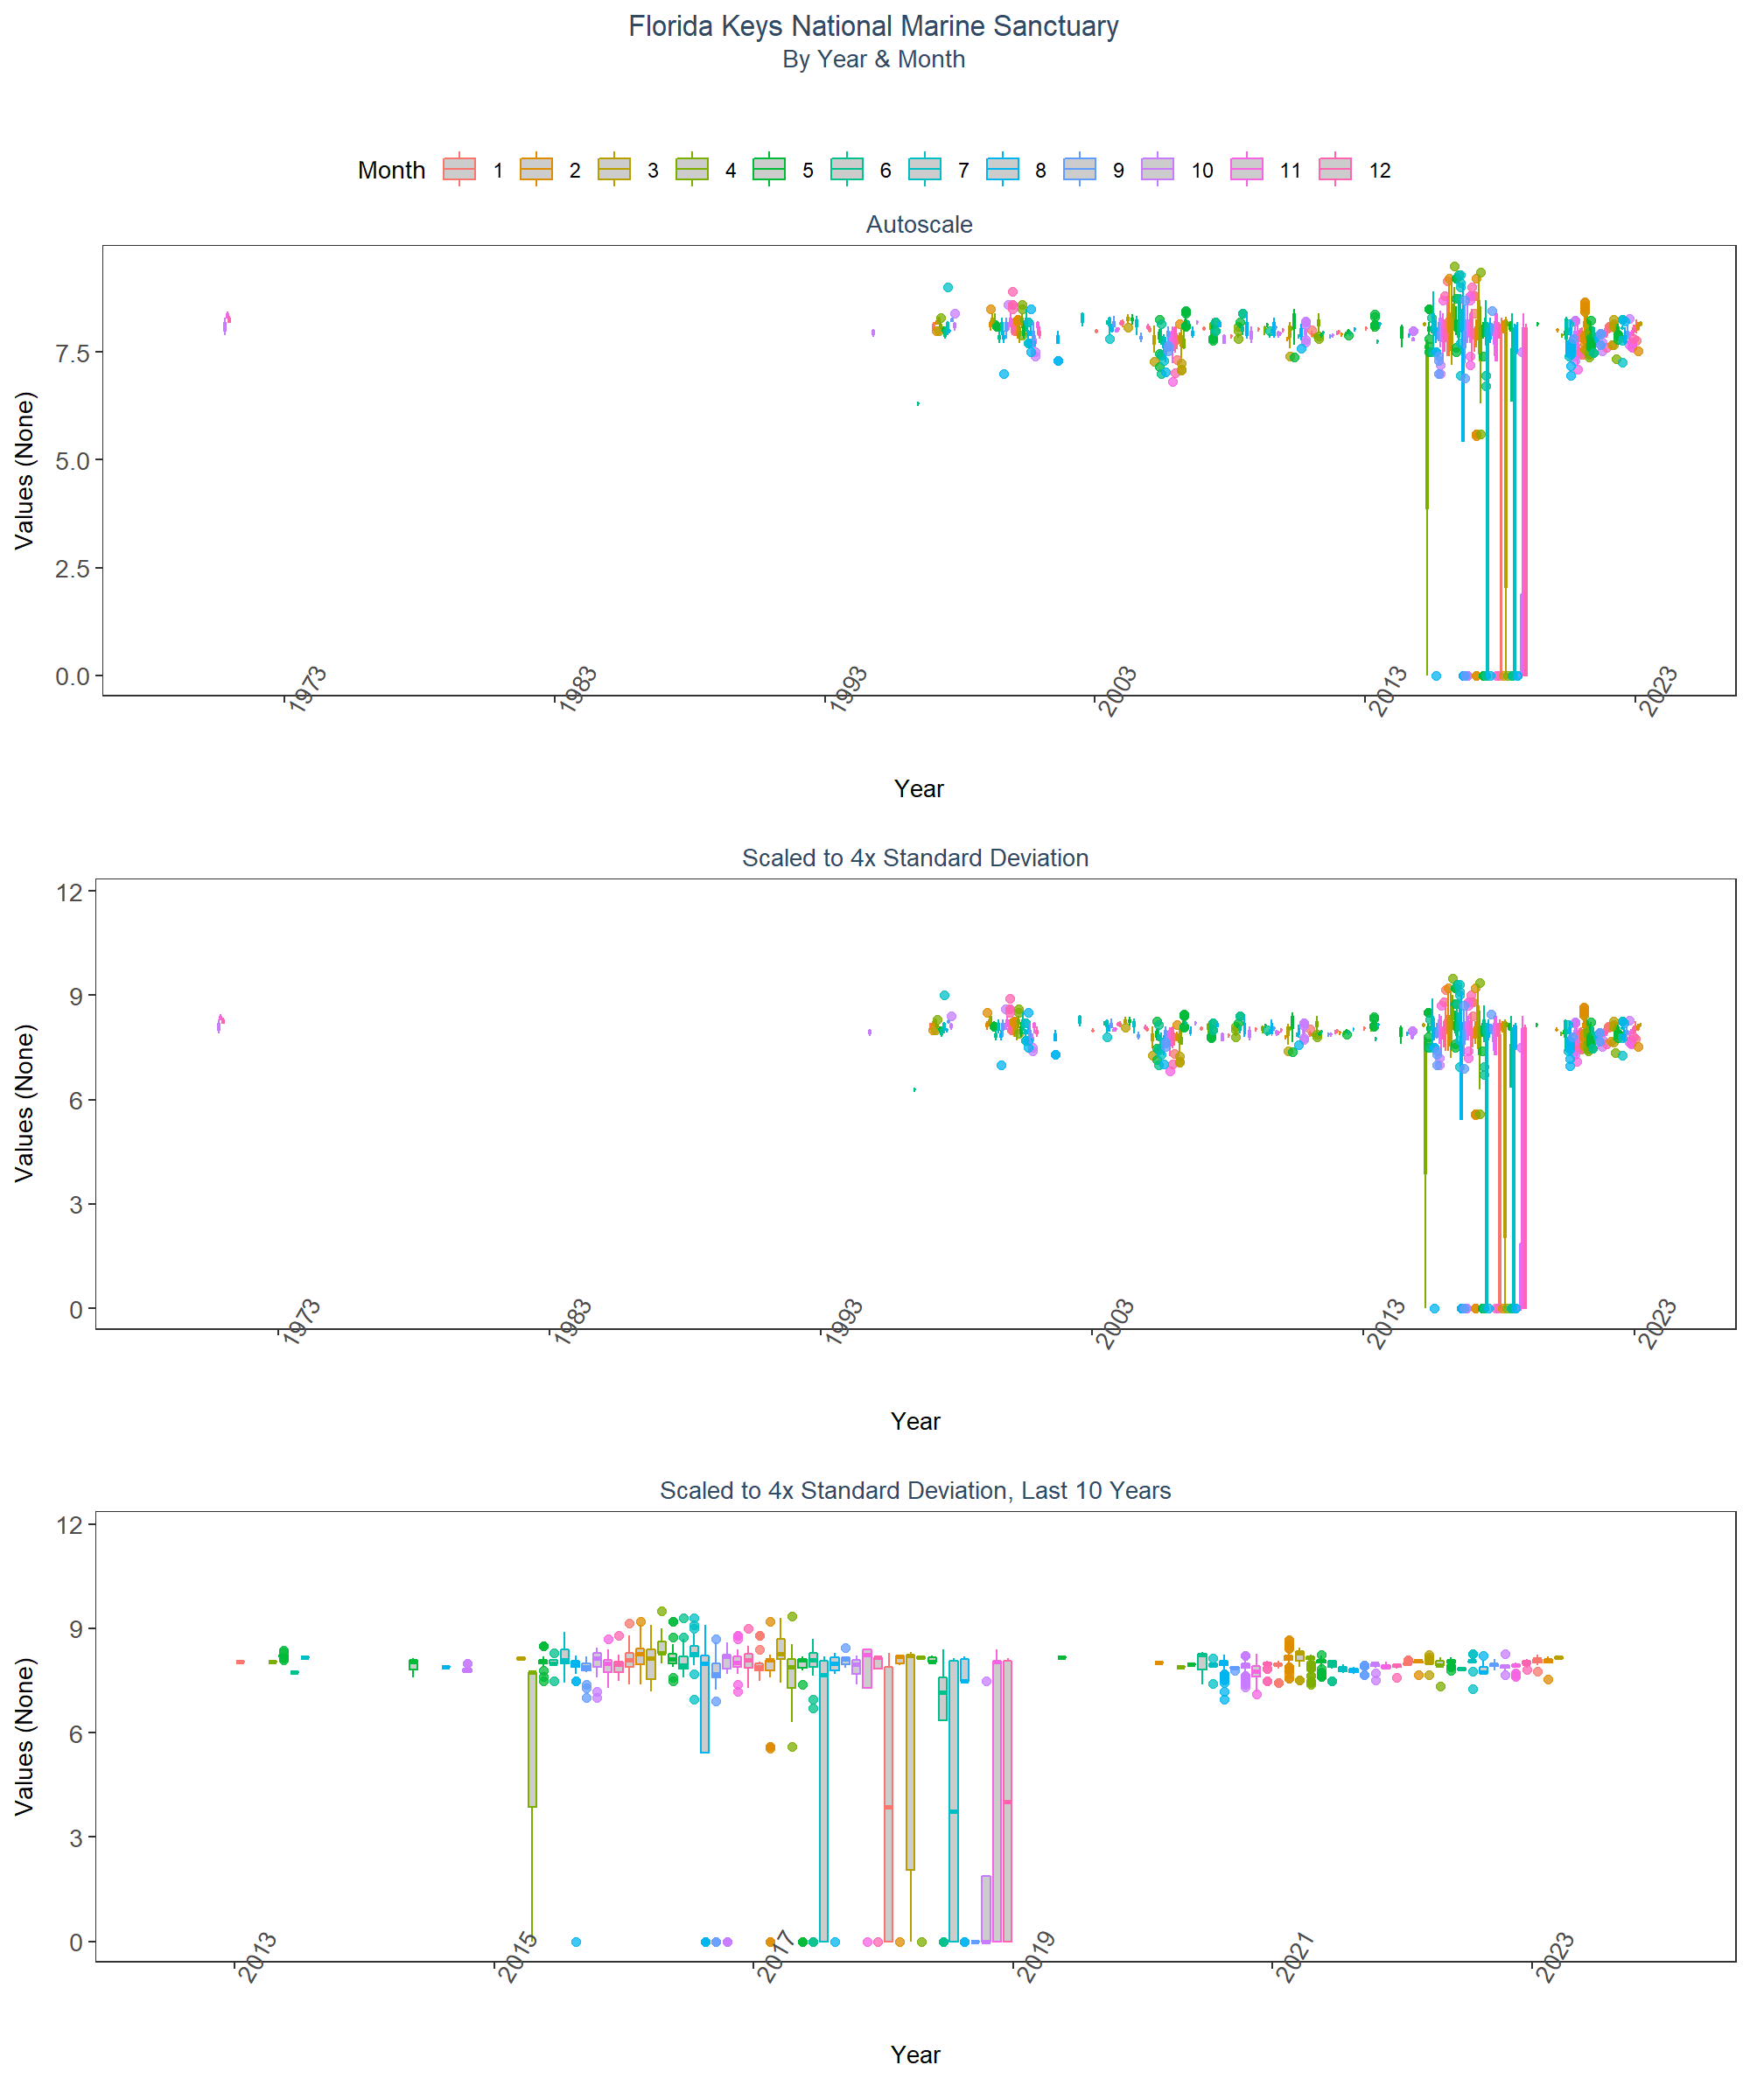 Florida Keys National Marine Sanctuary
By Year & Month
Month 1 2 3 4 5 6 7 8 9 10 11 12
Autoscale
Values (None)
7.5
5.0
2.5
0.0
1973 1983 1993 2003 2013 2023
Year
Scaled to 4x Standard Deviation
Values (None)
12
9
6
3
0
1973 1983 1993 2003 2013 2023
Year
Scaled to 4x Standard Deviation, Last 10 Years
Values (None)
12
9
6
3
0
2013 2015 2017 2019 2021 2023
Year